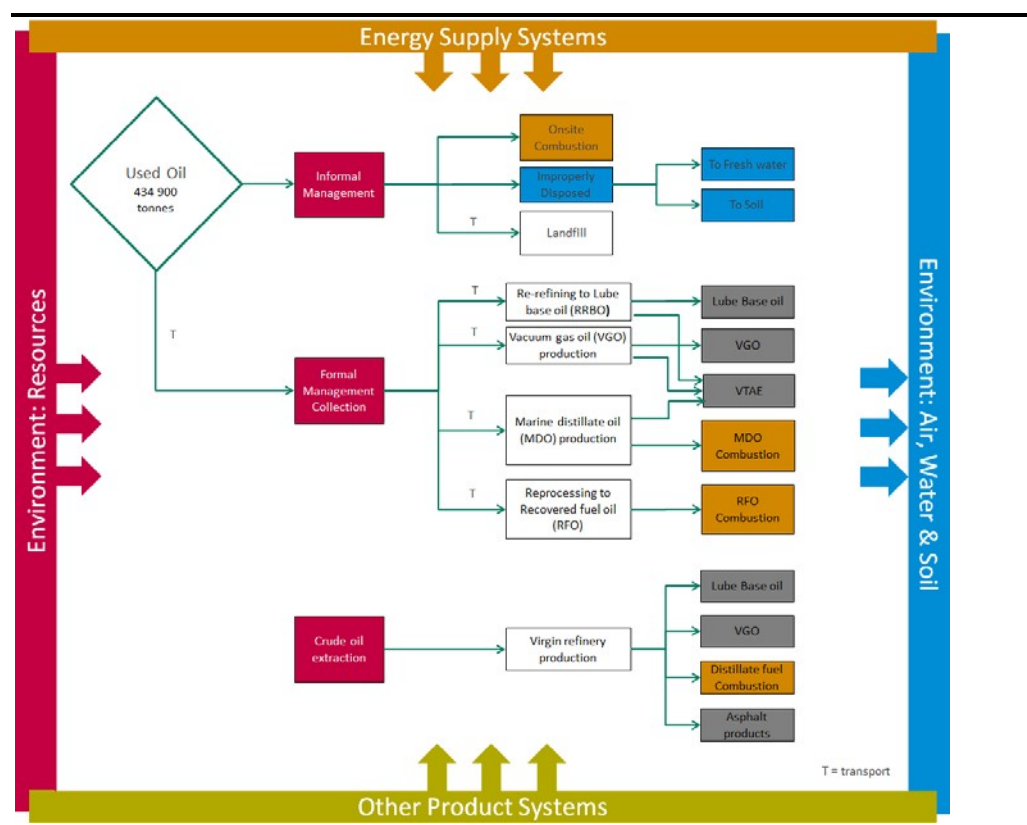 Energy Supply Systems
Environment: Resources
Environment: Air, Water & Soil
Used Oil
434 900
tonnes
Informal
Management
Onsite
Combustion
Improperly
Disposed
To Fresh water
To Soil
T
Landfill
T
T
Re-refining to Lube
base oil (RRBO)
Lube Base oil
T
Vacuum gas oil (VGO)
production
VGO
Formal
Management
Collection
VTAE
T
Marine distillate oil
(MDO) production
MDO
Combustion
T
Reprocessing to
Recovered fuel oil
(RFO)
RFO
Combustion
Crude oil
extraction
Virgin refinery
production
Lube Base oil
VGO
Distillate fuel
Combustion
Asphalt
products
T = transport
Other Product Systems